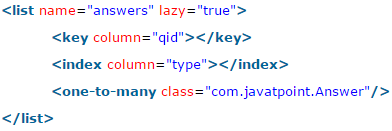 <list name="answers" lazy="true">
<key column="qid"></key>
<index column="type"></index>
<one-to-many class="com.javatpoint.Answer"/>
</list>